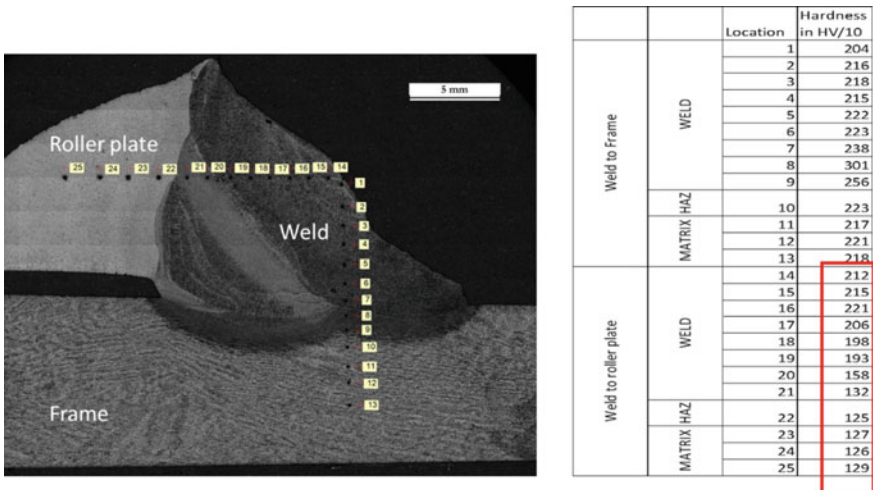 5 mm
Roller plate
25 24 23 22 21 20 19 18 17 16 15 14
1
2
3
Weld
4
5
6
7
8
9
10
11
12
Frame
13
Location Hardness in HV/10
Weld to Frame
WELD
1 204
2 216
3 218
4 215
5 222
6 223
7 238
8 301
9 256
HAZ
10 223
MATRIX
11 217
12 221
13 218
Weld to roller plate
WELD
14 212
15 215
16 221
17 206
18 198
19 193
20 158
21 132
HAZ
22 125
MATRIX
23 127
24 126
25 129